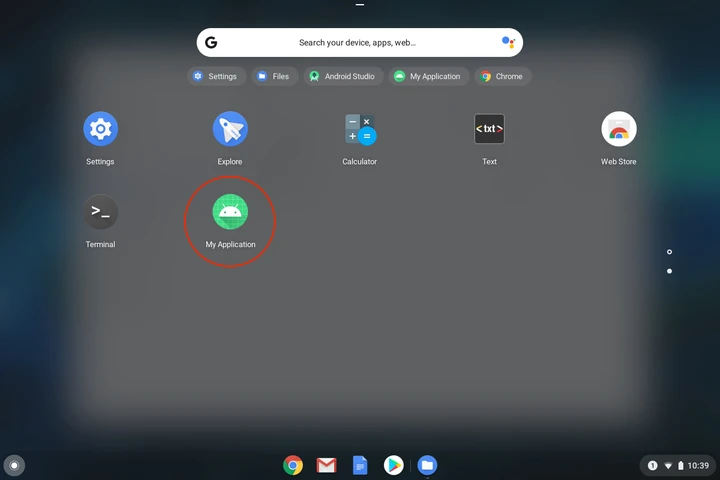 G
Search your device, apps, web...
Settings
Files
Android Studio
My Application
Chrome
− ×
+ =
<txt>
Settings
Explore
Calculator
Text
Web Store
>_
Terminal
My Application
1
10:39